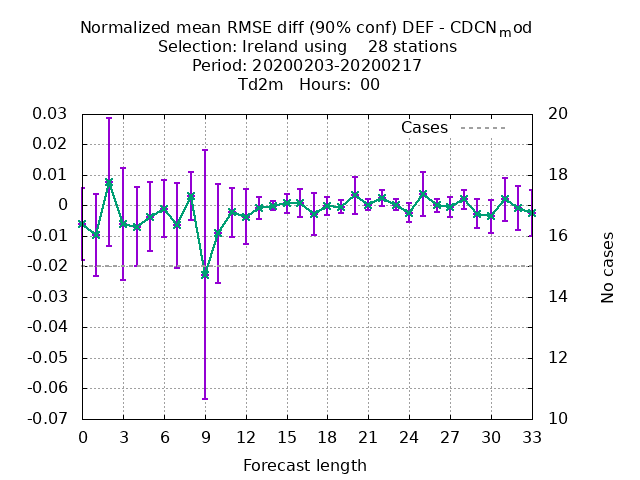 Normalized mean RMSE diff (90% conf) DEF - CDCNmod
Selection: Ireland using    28 stations
Period: 20200203-20200217
Td2m   Hours: 00
Cases
0.03
0.02
0.01
0
-0.01
-0.02
-0.03
-0.04
-0.05
-0.06
-0.07
20
18
16
14
12
10
No cases
0 3 6 9 12 15 18 21 24 27 30 33
Forecast length